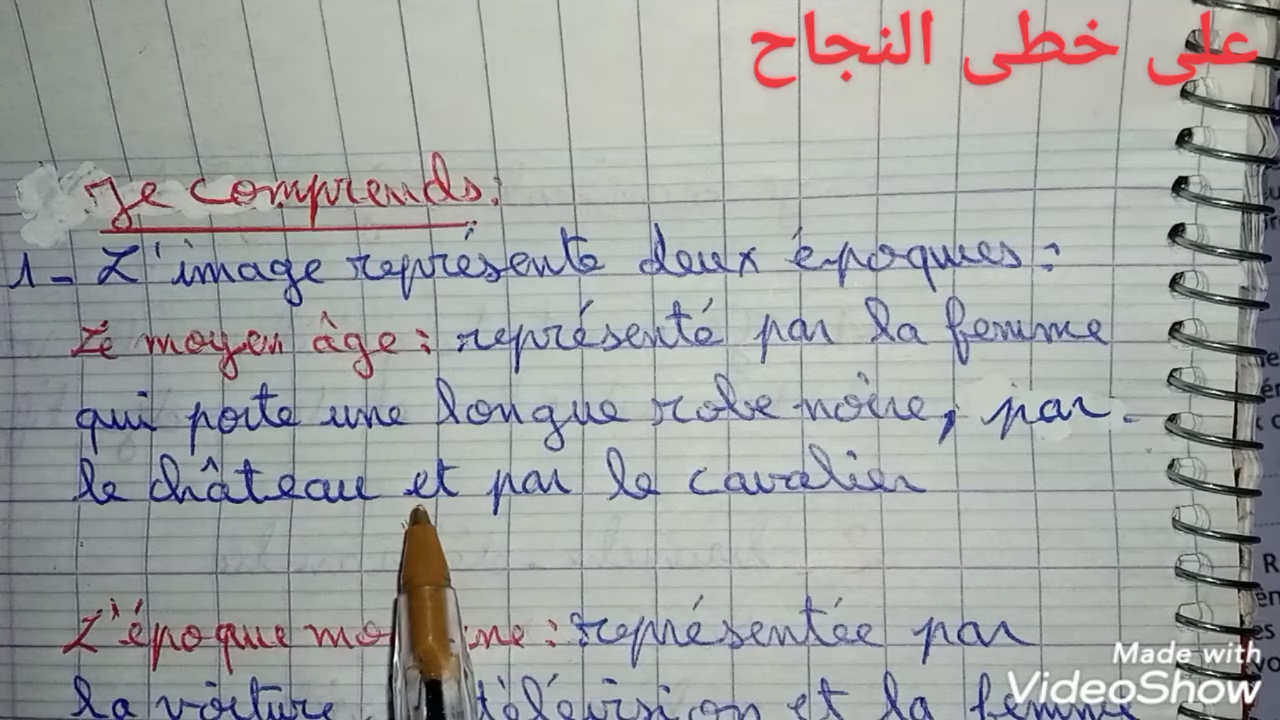 على خطى النجاح
Je comprends:
1- L'image représente deux époques:
Le moyen âge: représenté par la femme
qui porte une longue robe noire, par
le château et par le cavalier
L'époque : représentée par
la voiture télévision et la femme
Made with
VideoShow